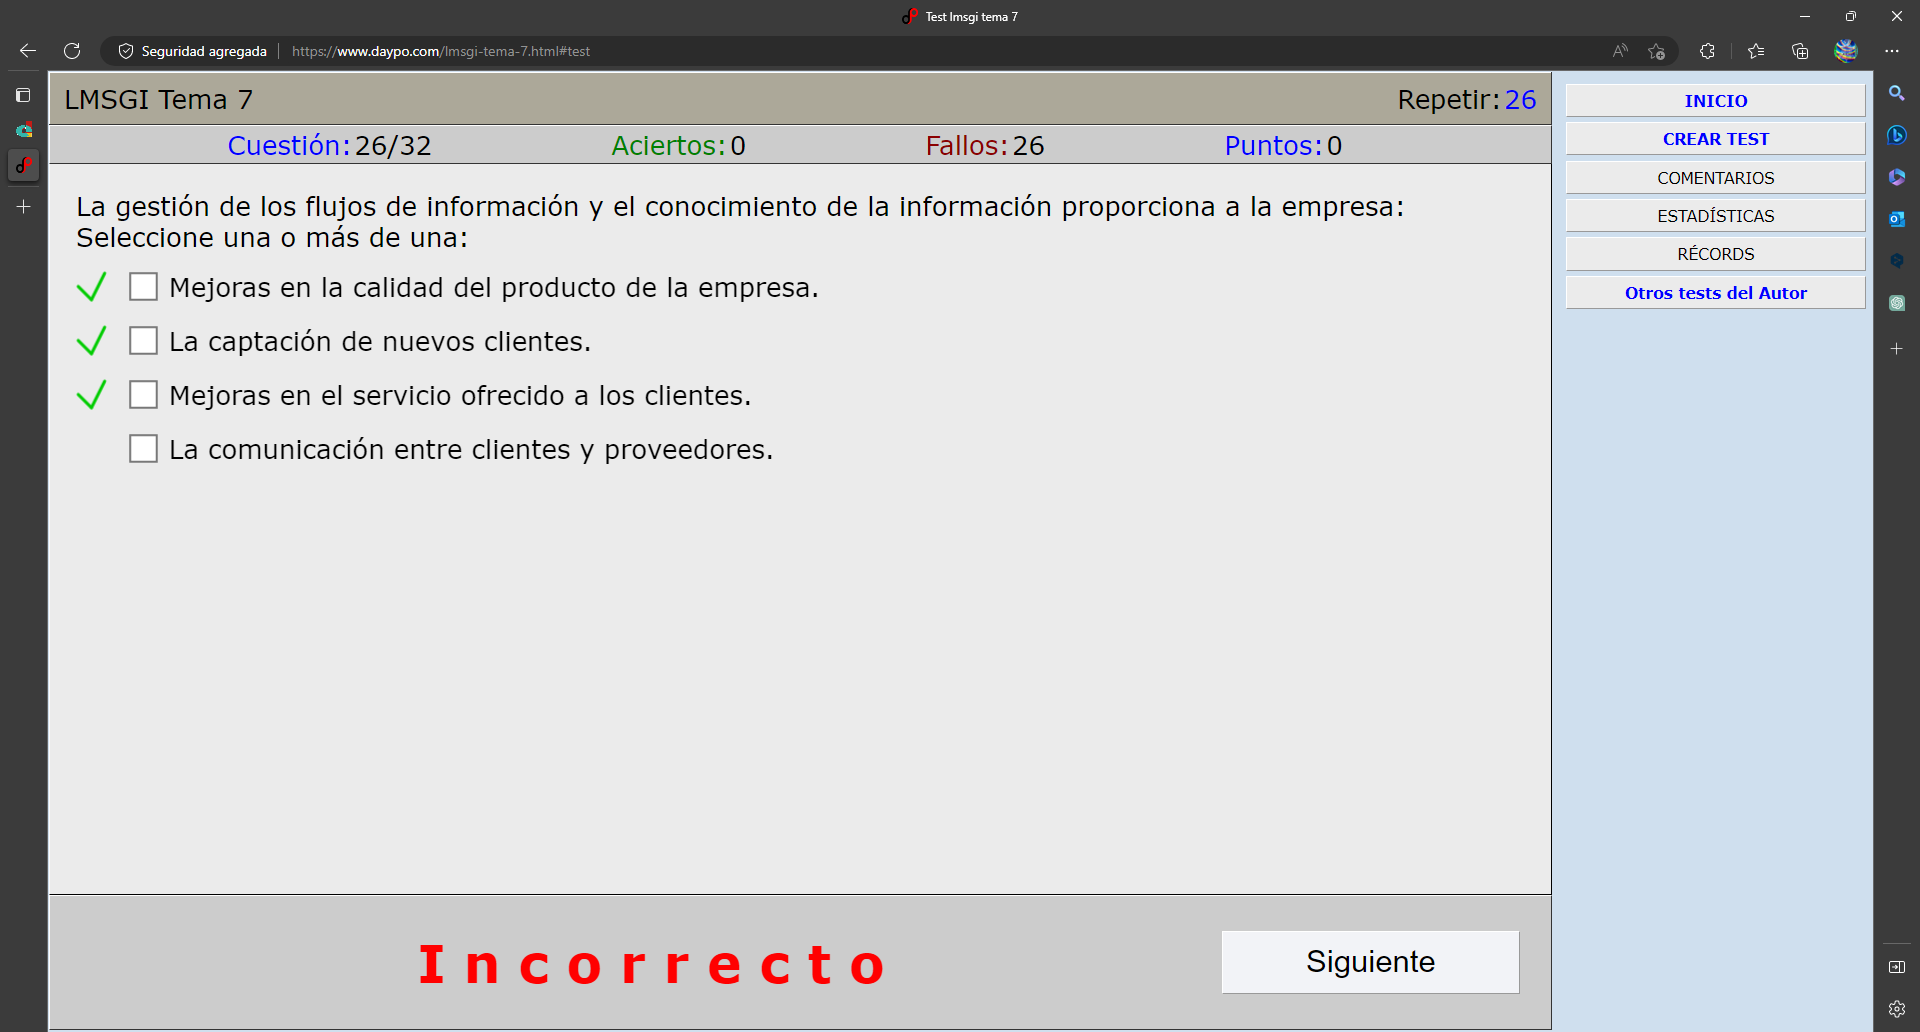 Test lmsgi tema 7
Seguridad agregada
https://www.daypo.com/lmsgi-tema-7.html#test
LMSGI Tema 7
Repetir: 26
Cuestión: 26/32
Aciertos: 0
Fallos: 26
Puntos: 0
La gestión de los flujos de información y el conocimiento de la información proporciona a la empresa:
Seleccione una o más de una:
Mejoras en la calidad del producto de la empresa.
La captación de nuevos clientes.
Mejoras en el servicio ofrecido a los clientes.
La comunicación entre clientes y proveedores.
Incorrecto
Siguiente
INICIO
CREAR TEST
COMENTARIOS
ESTADÍSTICAS
RÉCORDS
Otros tests del Autor